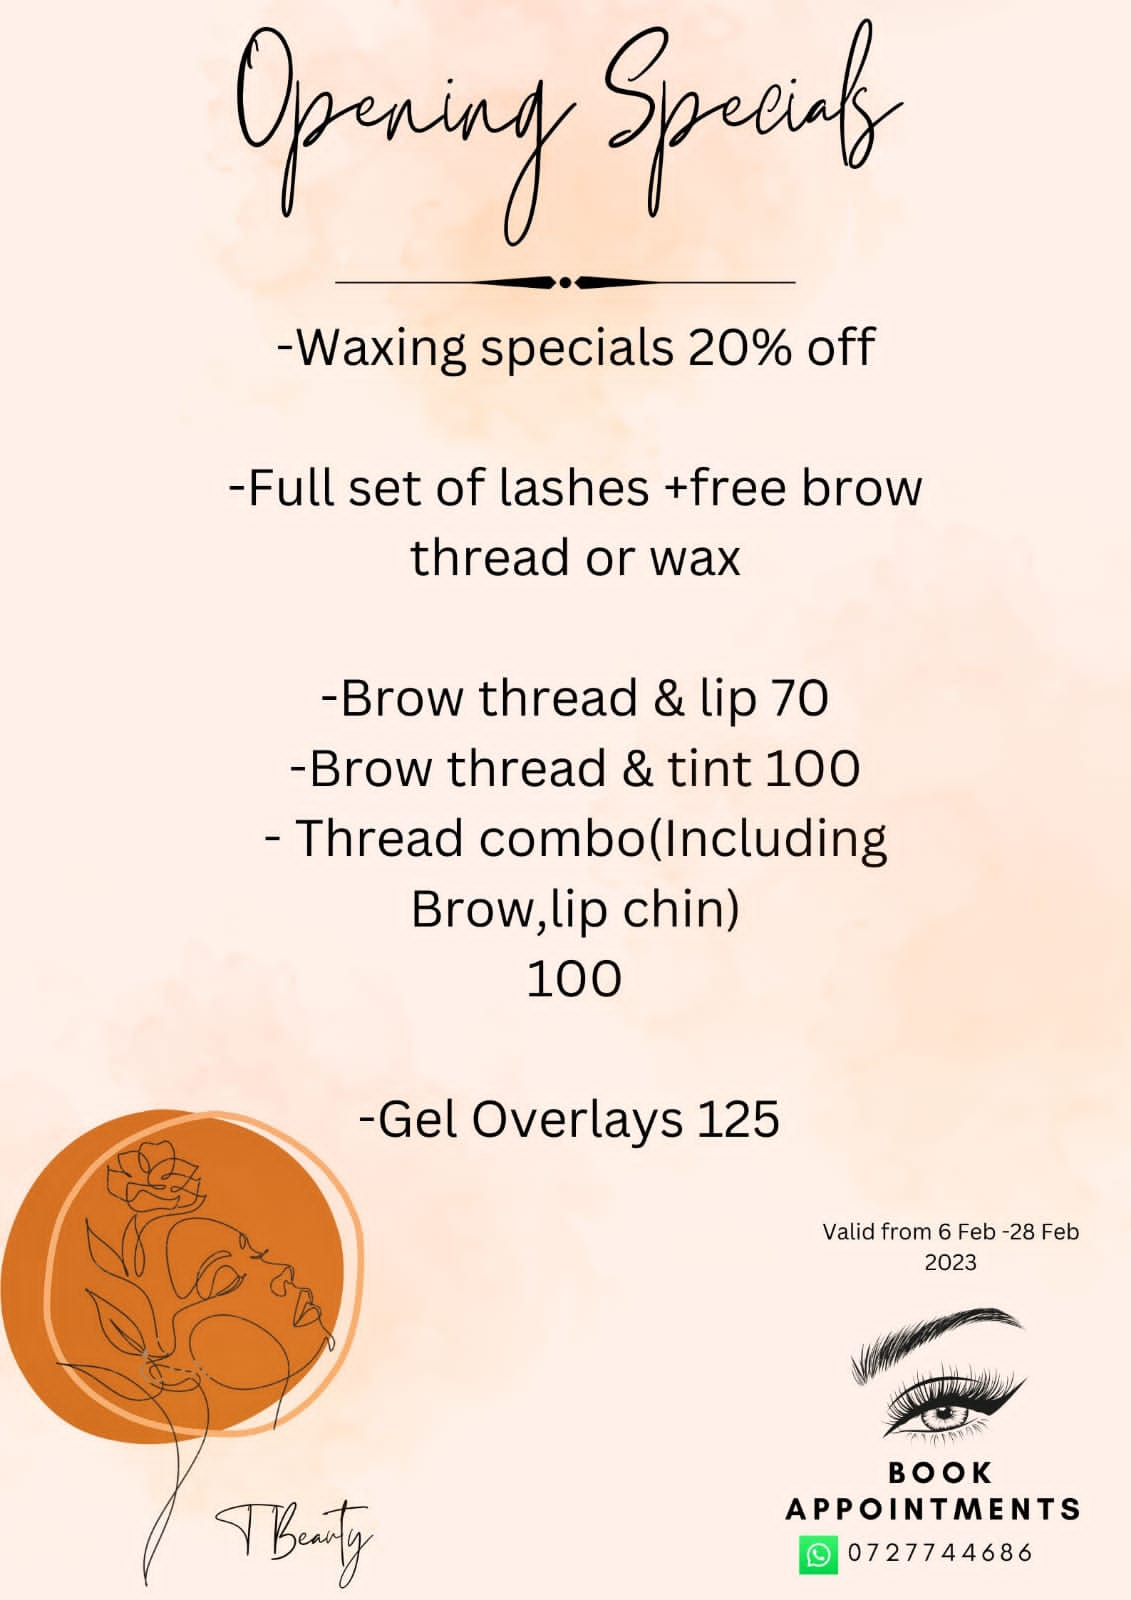 Opening Specials
-Waxing specials 20% off
-Full set of lashes +free brow
thread or wax
-Brow thread & lip 70
-Brow thread & tint 100
- Thread combo(Including
Brow,lip chin)
100
-Gel Overlays 125
Valid from 6 Feb -28 Feb
2023
BOOK
APPOINTMENTS
0727744686
T Beauty